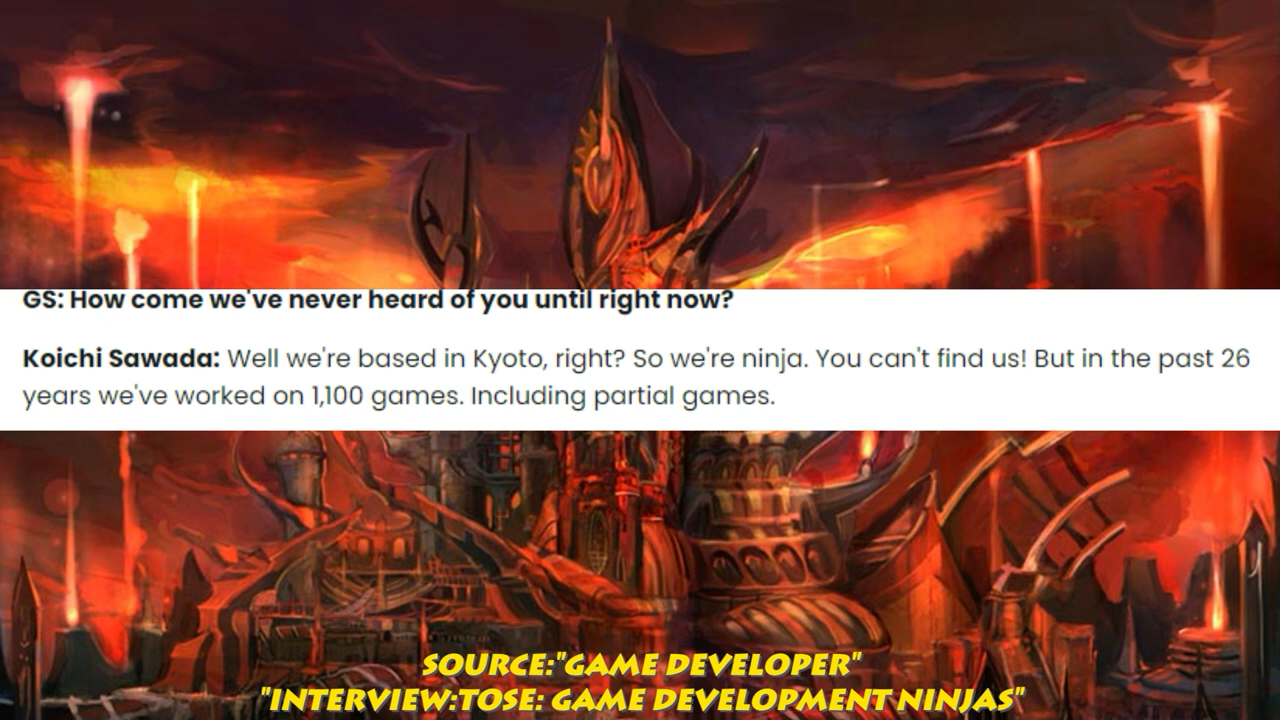 GS: How come we've never heard of you until right now?
Koichi Sawada: Well we're based in Kyoto, right? So we're ninja. You can't find us! But in the past 26
years we've worked on 1,100 games. Including partial games.
SOURCE:"GAME DEVELOPER"
"INTERVIEW:TOSE: GAME DEVELOPMENT NINJAS"